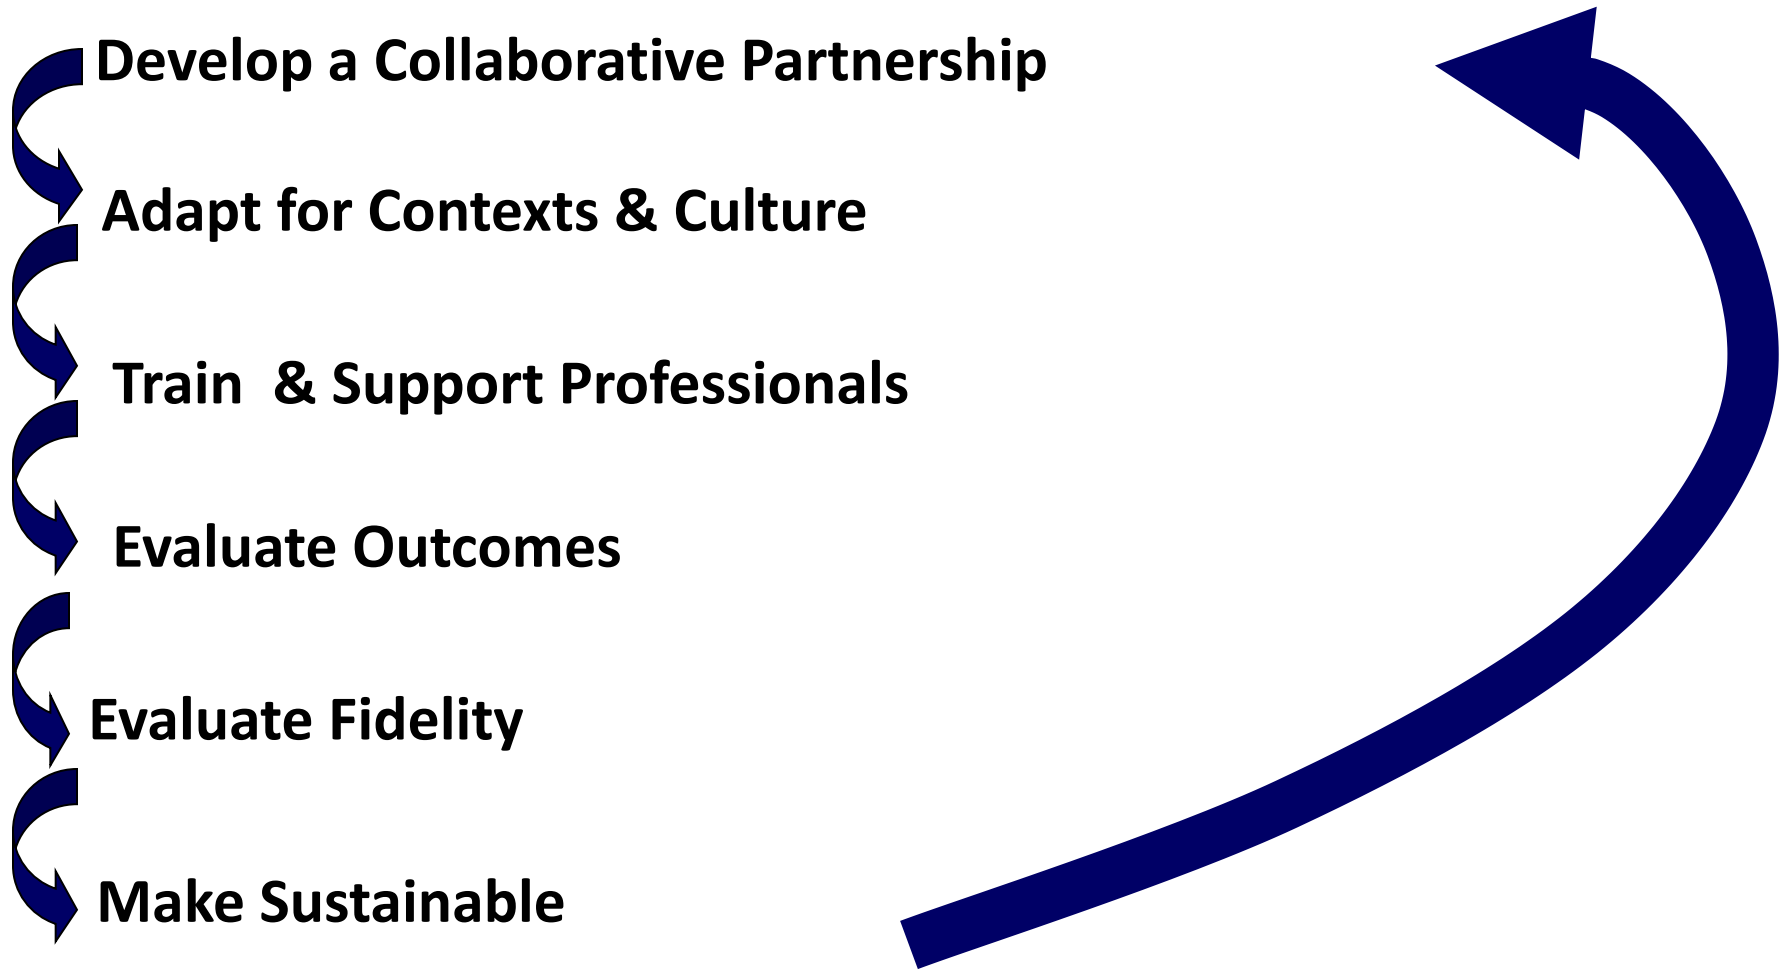 Develop a Collaborative Partnership
Adapt for Contexts & Culture
Train  & Support Professionals
Evaluate Outcomes
Evaluate Fidelity
Make Sustainable